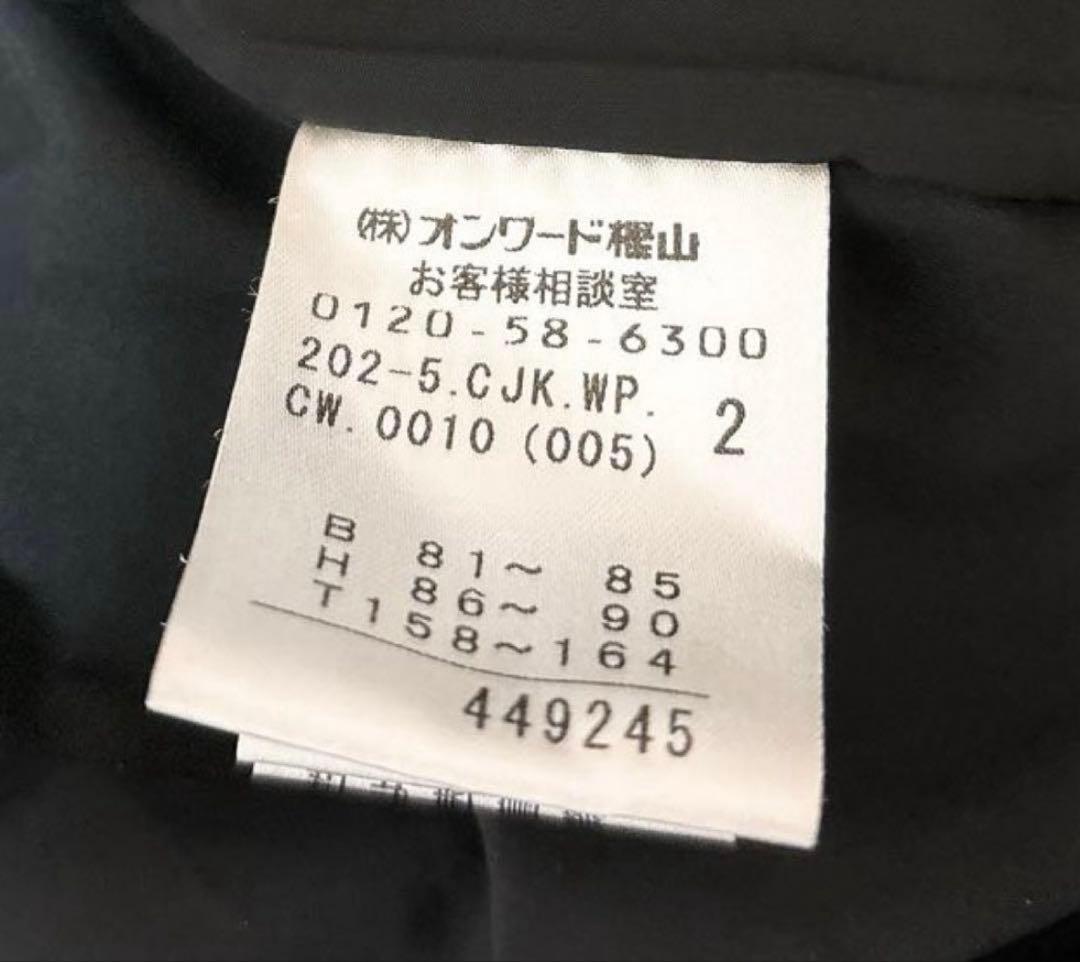 (株)オンワード樫山
お客様相談室
0120-58-6300
202-5.CJK.WP. 2
CW. 0010 (005)
B 81~ 85
H 86~ 90
T158~164
449245